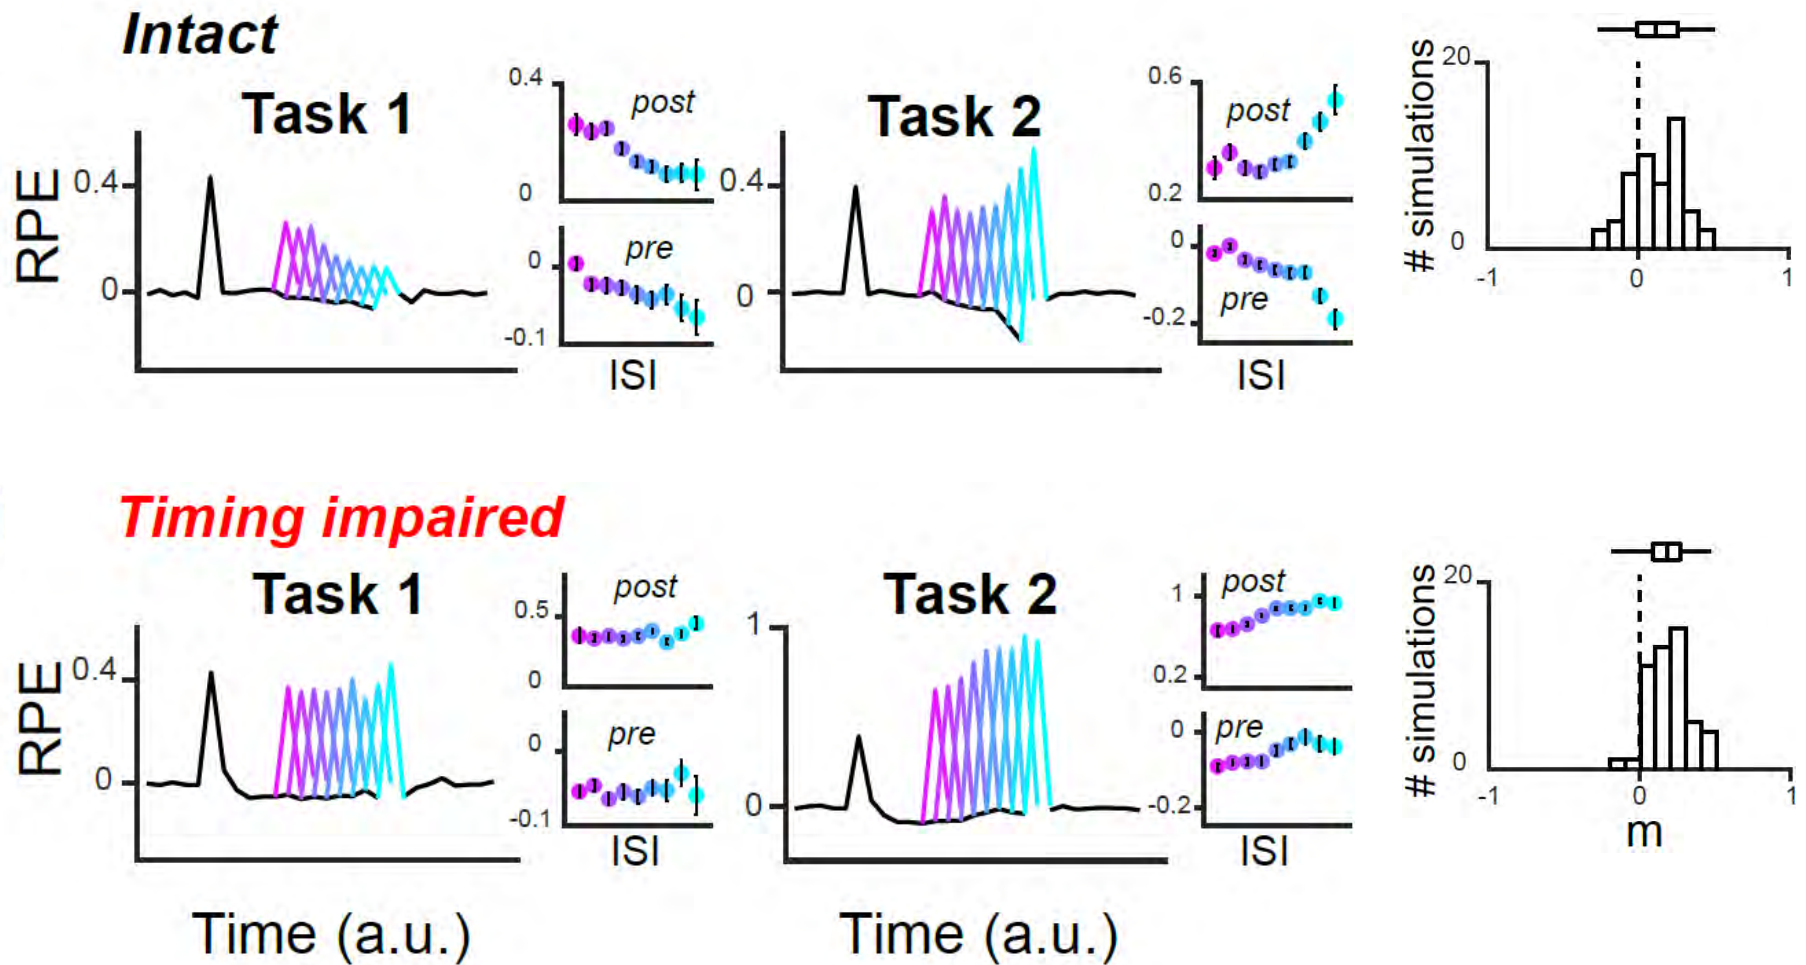 Intact
Task 1
RPE
0.4
0
0.4
0
post
0
-0.1
pre
ISI
Task 2
0.4
0
0.6
0.2
post
0
-0.2
pre
ISI
# simulations
20
0
-1
0
1
Timing impaired
Task 1
RPE
0.4
0
0.5
0
post
0
-0.1
pre
ISI
Time (a.u.)
Task 2
1
0
1
0.2
post
0
-0.2
pre
ISI
Time (a.u.)
# simulations
20
0
-1
0
1
m